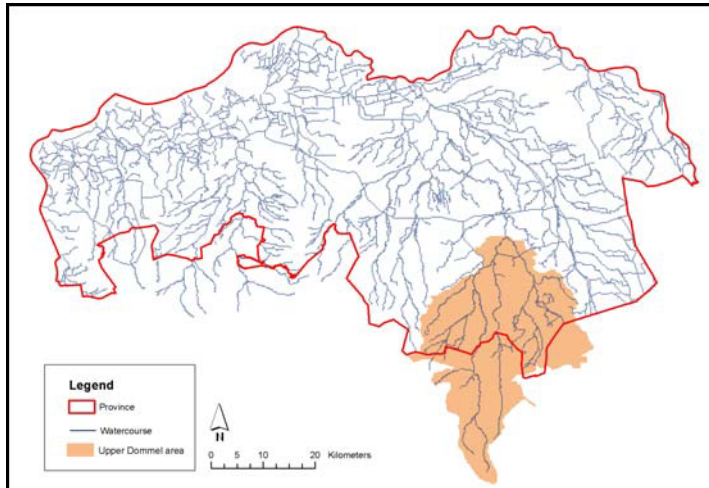 Legend
Province
Watercourse
Upper Dommel area
N
0 5 10 20 Kilometers